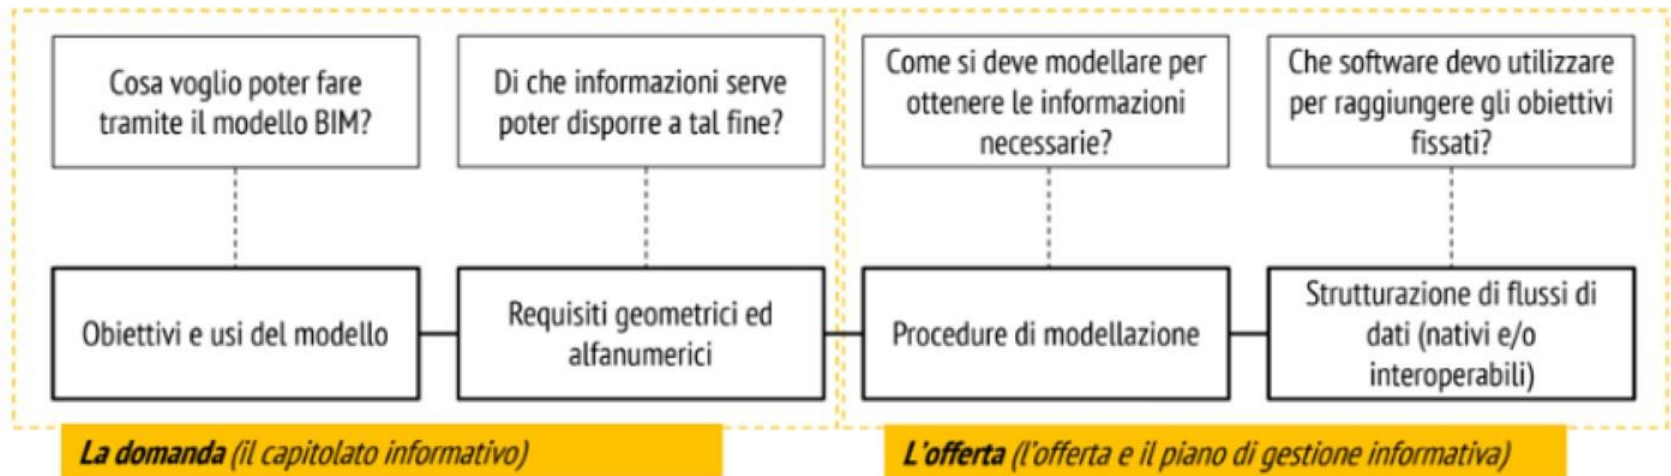 Cosa voglio poter fare
tramite il modello BIM?
Di che informazioni serve
poter disporre a tal fine?
Come si deve modellare per
ottenere le informazioni
necessarie?
Che software devo utilizzare
per raggiungere gli obiettivi
fissati?
Obiettivi e usi del modello
Requisiti geometrici ed
alfanumerici
Procedure di modellazione
Strutturazione di flussi di
dati (nativi e/o
interoperabili)
La domanda (il capitolato informativo)
L'offerta (l'offerta e il piano di gestione informativa)